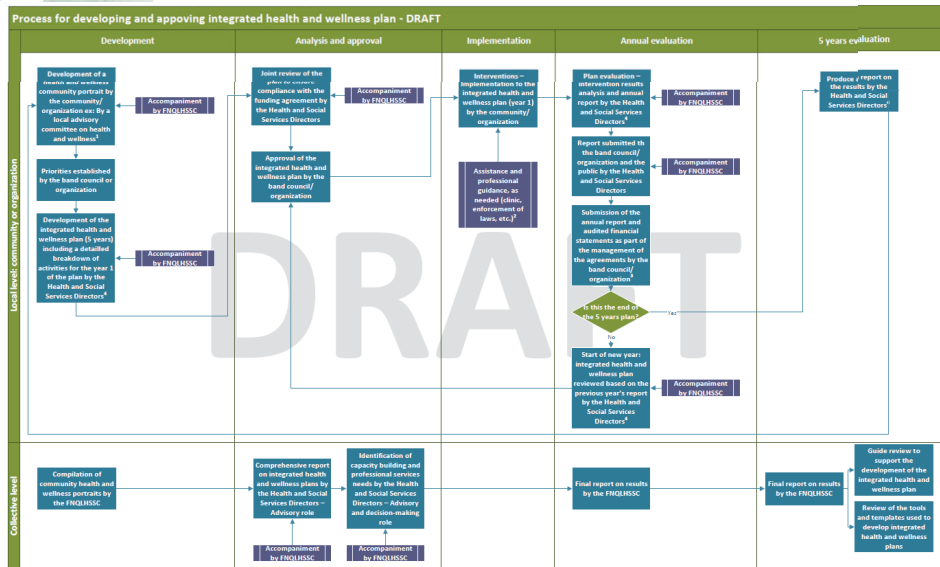 Process for developing and appoving integrated health and wellness plan - DRAFT
Development
Analysis and approval
Implementation
Annual evaluation
5 years evaluation
Local level: community or organization
Development of a
health and wellness
community portrait by
the community/
organization ex: By a
local advisory
committee on health
and wellness
Accompaniment
by FNQLHSSC
Priorities established
by the band council or
organization
Development of the
integrated health and
wellness plan (5 years)
including a detailled
breakdown of
activities for the year 1
of the plan by the
Health and Social
Services Directors
Accompaniment
by FNQLHSSC
Joint review of the
compliance with the
funding agreement by
the Health and Social
Services Directors
Accompaniment
by FNQLHSSC
Approval of the
integrated health and
wellness plan by the
band council/
organization
Interventions –
Implementation to the
integrated health and
wellness plan (year 1)
by the community/
organization
Assistance and
professional
guidance, as
needed (clinic,
enforcement of
laws, etc.)²
Plan evaluation –
intervention results
analysis and annual
report by the Health
and Social Services
Directors
Accompaniment
by FNQLHSSC
Report submitted th
the band council/
organization and the
public by the Health
and Social Services
Directors
Accompaniment
by FNQLHSSC
Submission of the
annual report and
audited financial
statements as part of
the management of
the agreements by the
band council/
organization
Is this the end of
the 5 years plan?
Yes
No
Start of new year:
integrated health and
wellness plan
reviewed based on the
previous year's report
by the Health and
Social Services
Directors
Accompaniment
by FNQLHSSC
Produce a report on
the results by the
Health and Social
Services Directors
DRAFT
Collective level
Compilation of
community health and
wellness portraits by
the FNQLHSSC
Comprehensive report
on integrated health
and wellness plans by
the Health and Social
Services Directors –
Advisory role
Accompaniment
by FNQLHSSC
Identification of
capacity building and
professional services
needs by the Health
and Social Services
Directors – Advisory
and decision-making
role
Accompaniment
by FNQLHSSC
Final report on results
by the FNQLHSSC
Final report on results
by the FNQLHSSC
Guide review to
support the
development of the
integrated health and
wellness plan
Review of the tools
and templates used to
develop integrated
health and wellness
plans